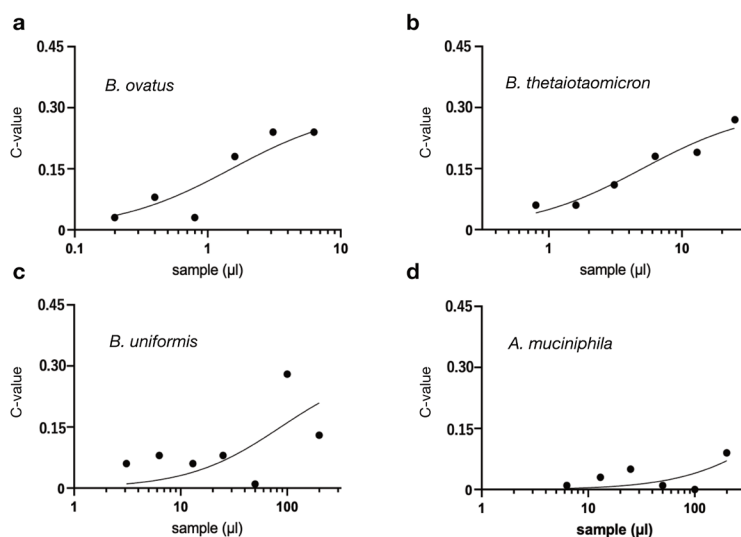 a
0.45
0.30
0.15
0
C-value
B. ovatus
0.1
1
10
sample (µl)
b
0.45
0.30
0.15
0
C-value
B. thetaiotaomicron
1
10
sample (µl)
c
0.45
0.30
0.15
0
C-value
B. uniformis
1
10
100
sample (µl)
d
0.45
0.30
0.15
0
C-value
A. muciniphila
1
10
100
sample (µl)